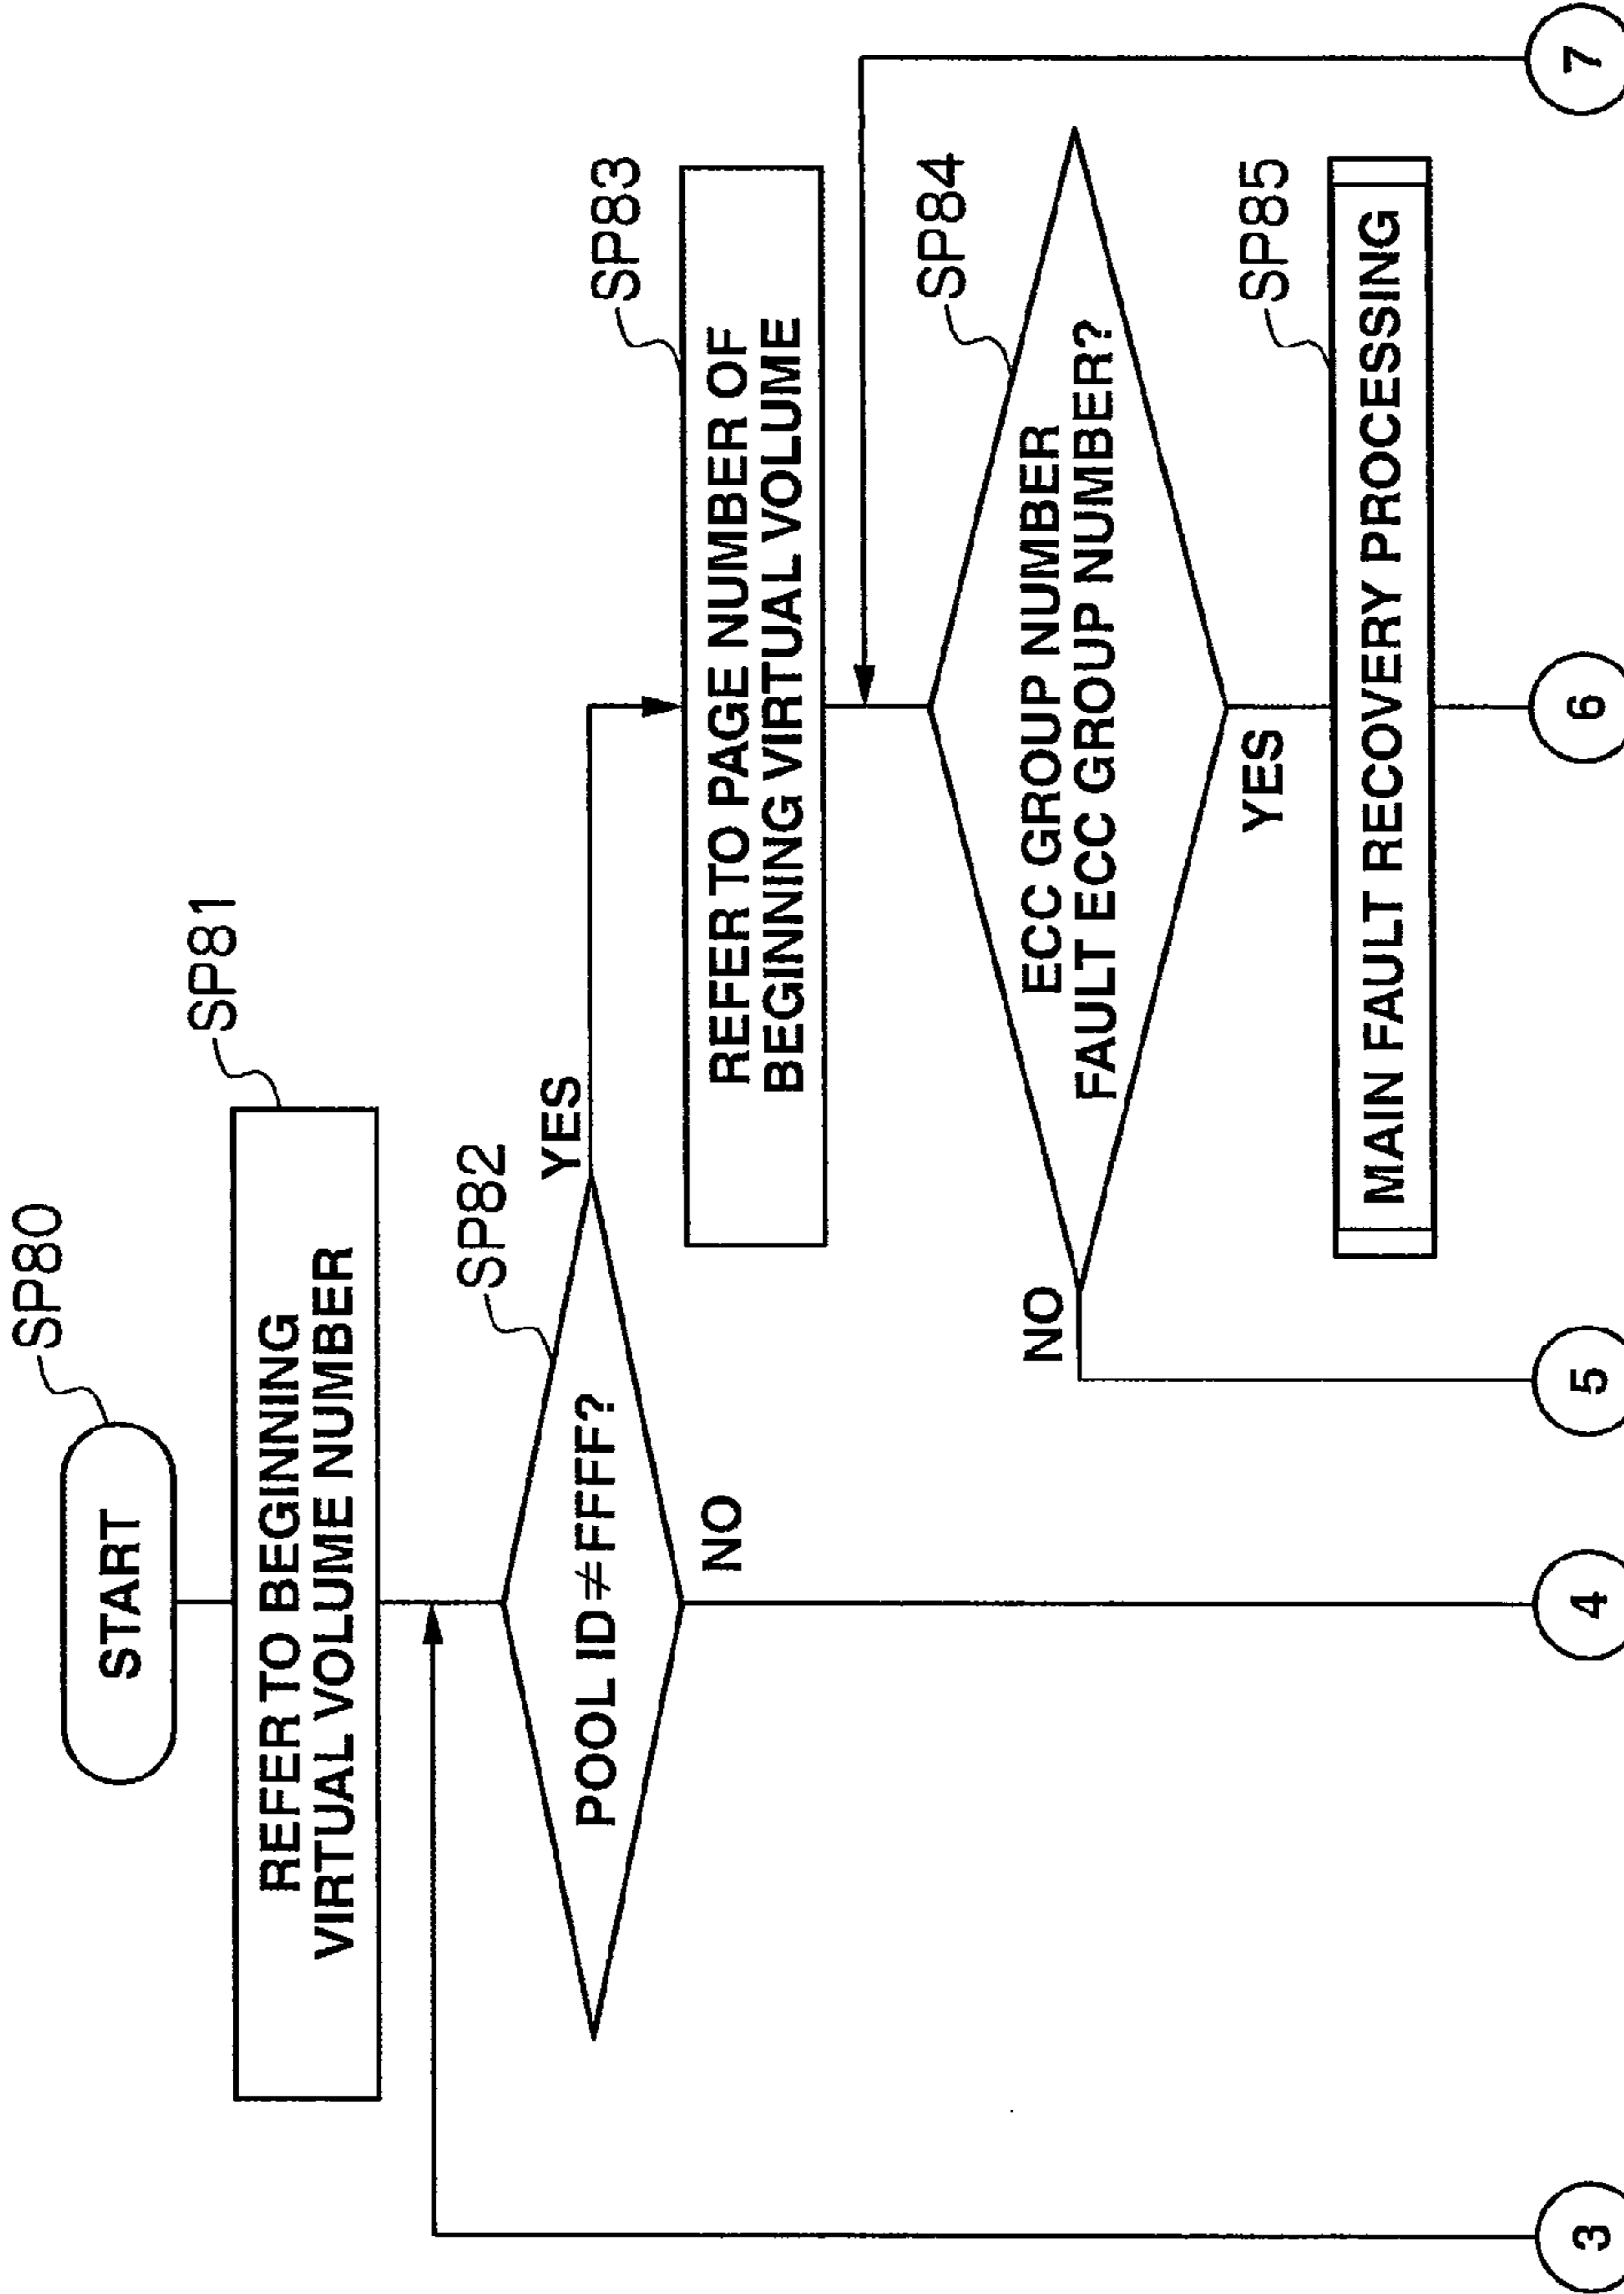 SP80
START
SP81
REFER TO BEGINNING
VIRTUAL VOLUME NUMBER
SP82
POOL ID≠FFFF?
YES
NO
SP83
REFER TO PAGE NUMBER OF
BEGINNING VIRTUAL VOLUME
SP84
ECC GROUP NUMBER
FAULT ECC GROUP NUMBER?
NO
YES
SP85
MAIN FAULT RECOVERY PROCESSING
3
4
5
6
7